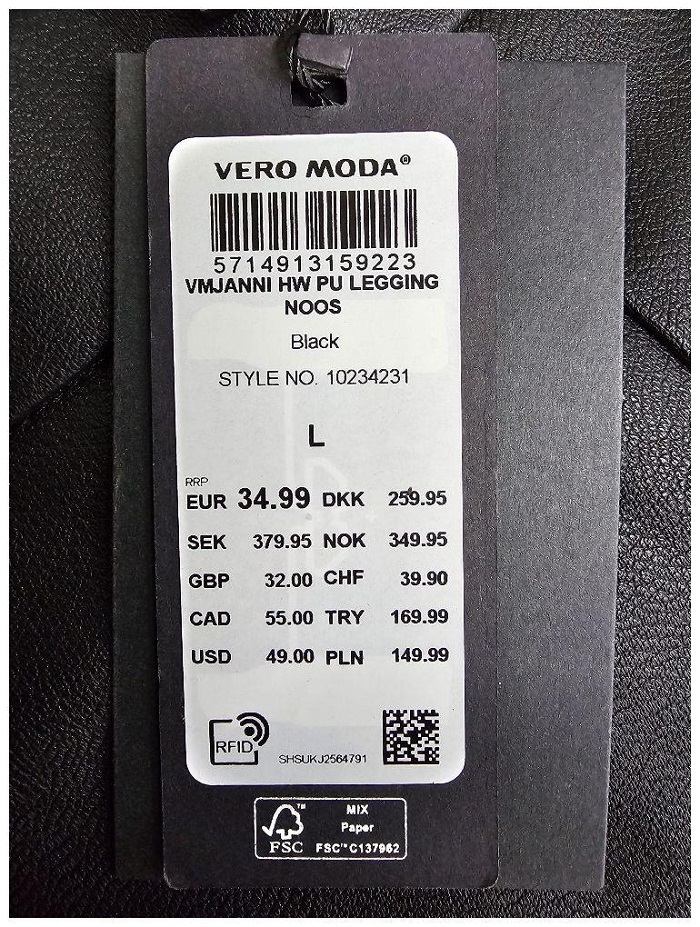 VERO MODA®
5714913159223
VMJANNI HW PU LEGGING
NOOS
Black
STYLE NO. 10234231
L
RRP
EUR 34.99 DKK 259.95
SEK 379.95 NOK 349.95
GBP 32.00 CHF 39.90
CAD 55.00 TRY 169.99
USD 49.00 PLN 149.99
RFID SHSUKJ2564791
MIX
Paper
FSC™ FSC™ C137962